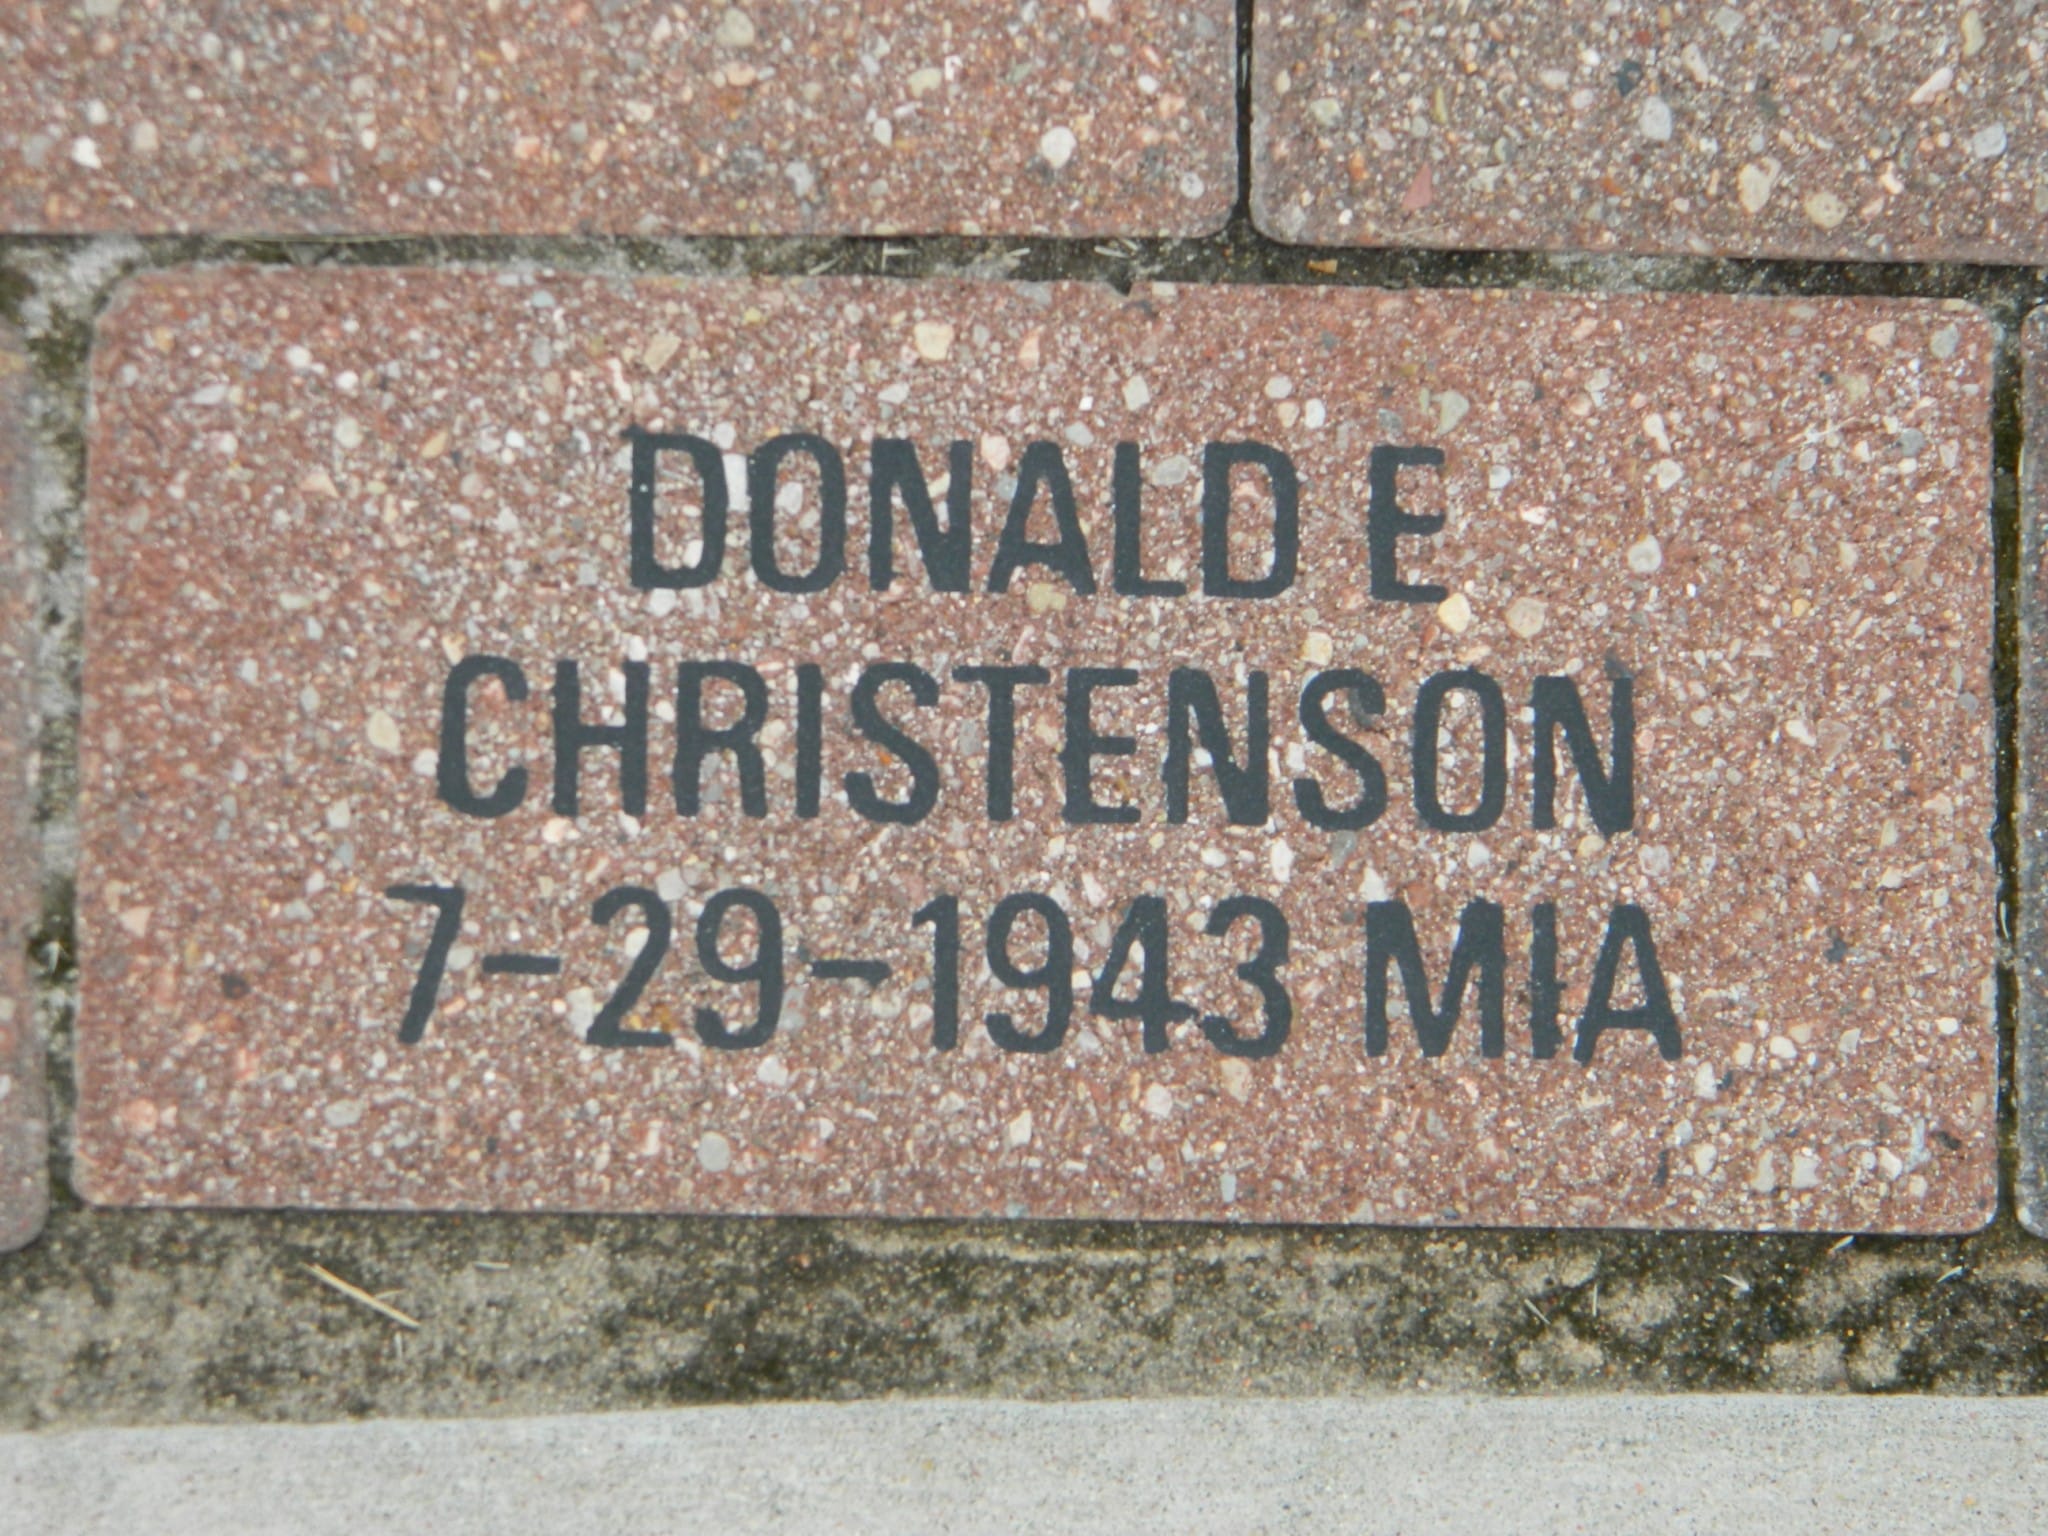 DONALD E
CHRISTENSON
7-29-1943 MIA